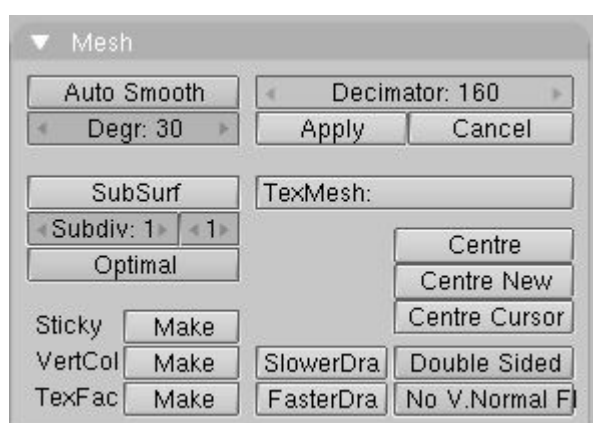 Mesh
Auto Smooth
Decimator: 160
Degr: 30
Apply
Cancel
SubSurf
TexMesh:
Subdiv: 1
1
Centre
Optimal
Centre New
Sticky
Make
Centre Cursor
VertCol
Make
SlowerDra
Double Sided
TexFac
Make
FasterDra
No V.Normal Fl